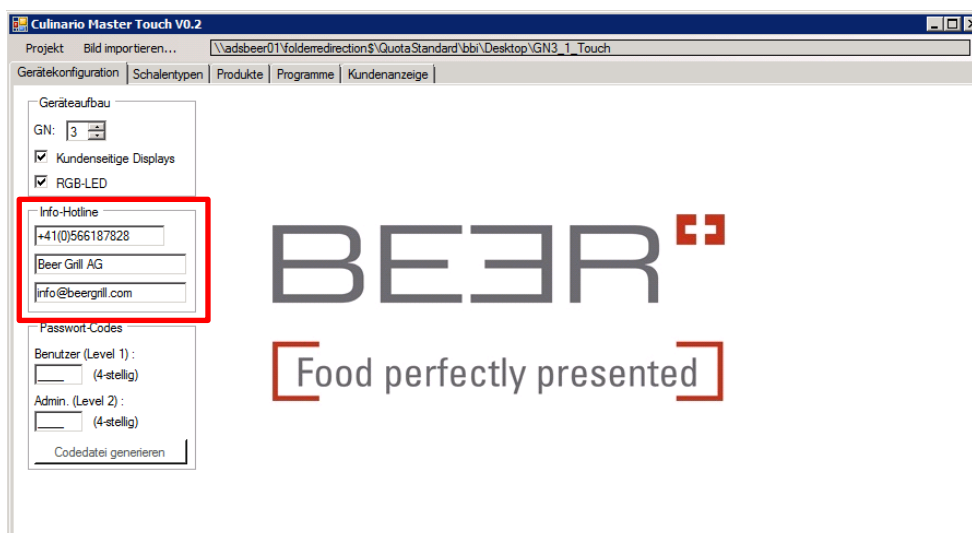 Culinario Master Touch V0.2
Projekt Bild importieren... \\adsbeer01\folderredirection$\QuotaStandard\bbi\Desktop\GN3_1_Touch
Gerätekonfiguration Schalentypen Produkte Programme Kundenanzeige
Geräteaufbau
GN: 3
Kundenseitige Displays
RGB-LED
Info-Hotline
+41(0)566187828
Beer Grill AG
info@beergrill.com
Passwort-Codes
Benutzer (Level 1) :
____ (4-stellig)
Admin. (Level 2) :
____ (4-stellig)
Codedatei generieren
BEER
Food perfectly presented